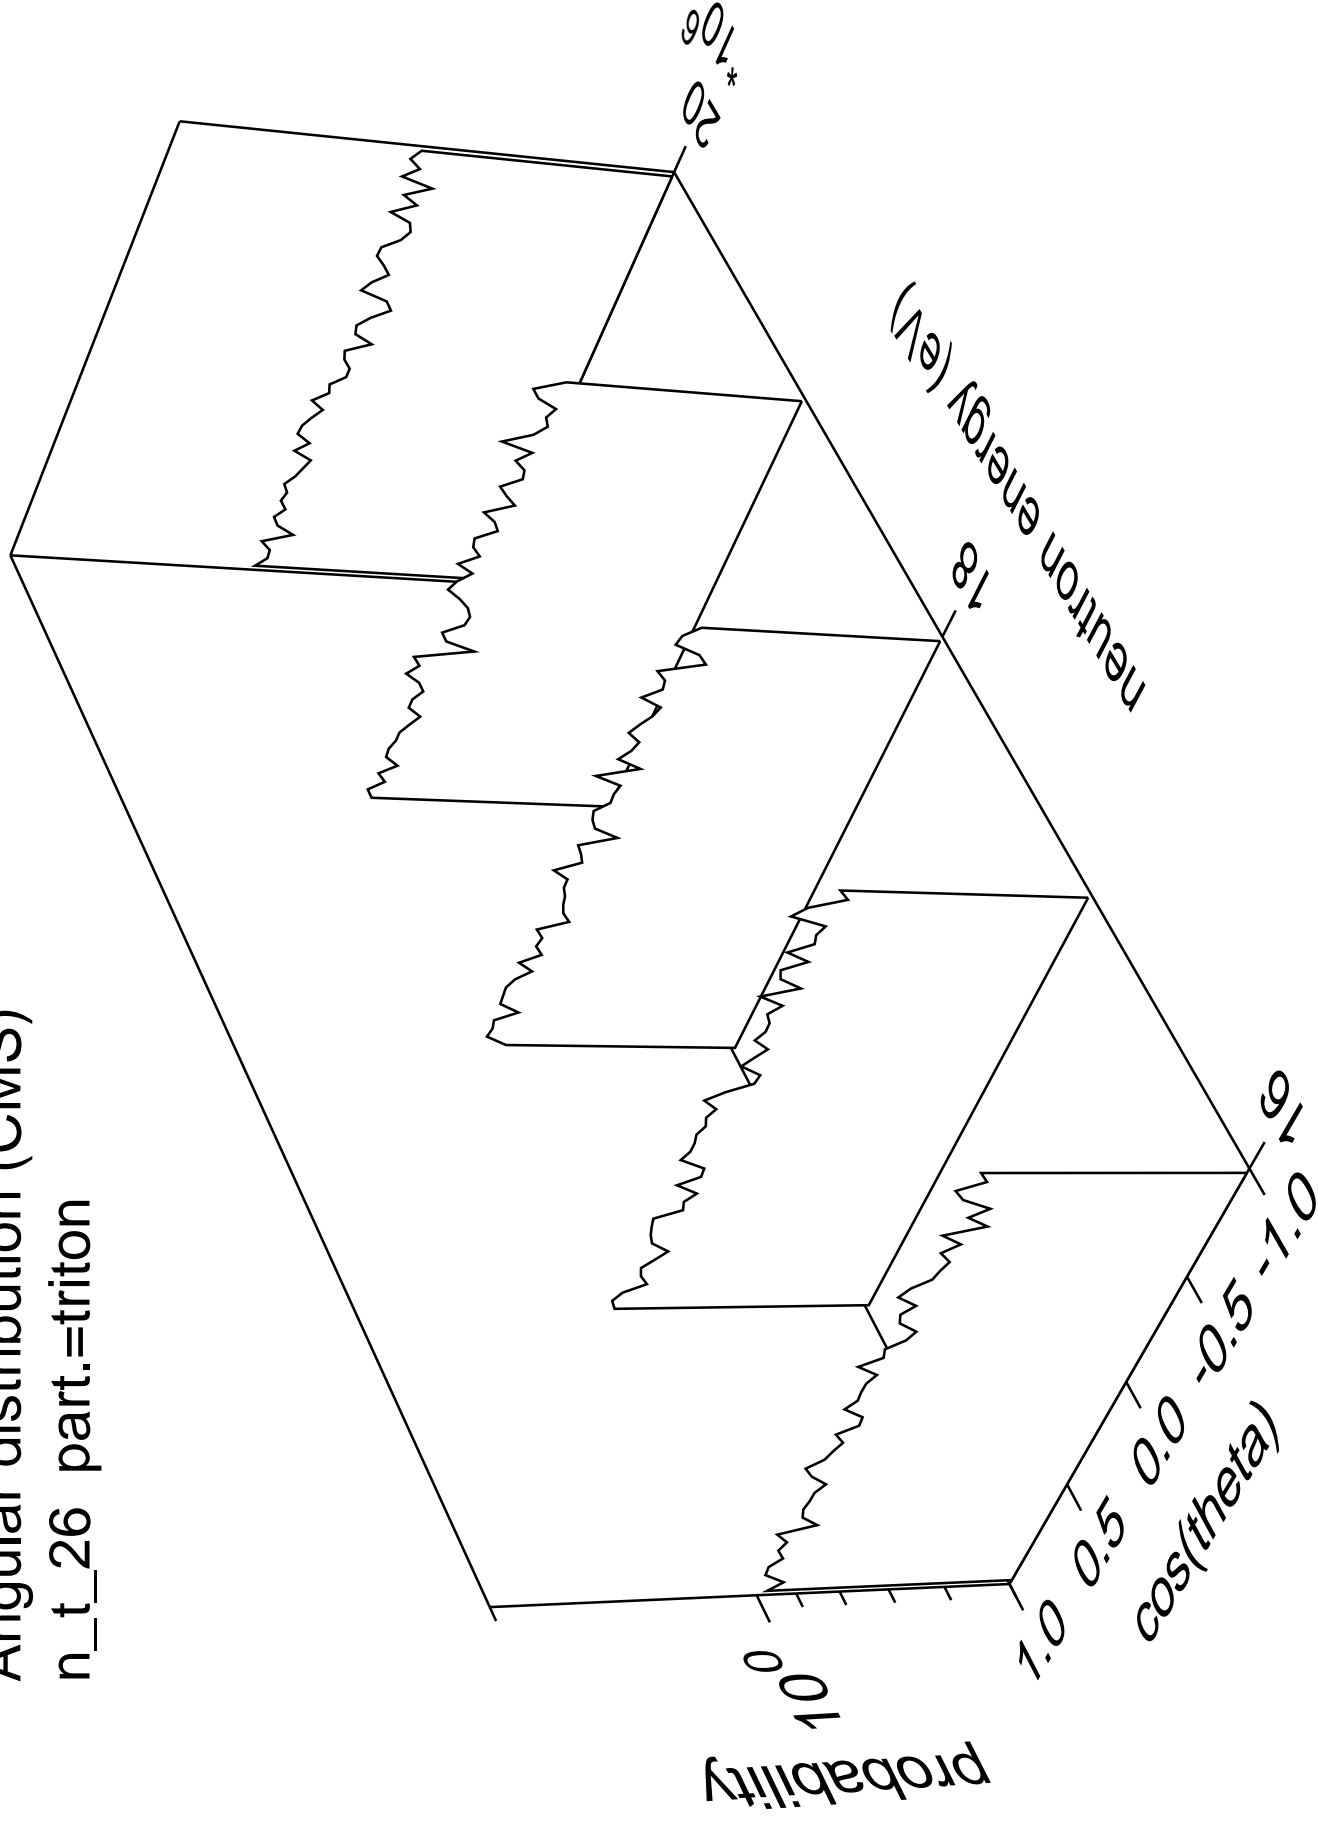 Angular distribution (CMS)
n_t_26 part.=triton
probability
10 0
1.0 0.5 0.0 -0.5 -1.0
cos(theta)
16 18 20
* 10 6
neutron energy (eV)